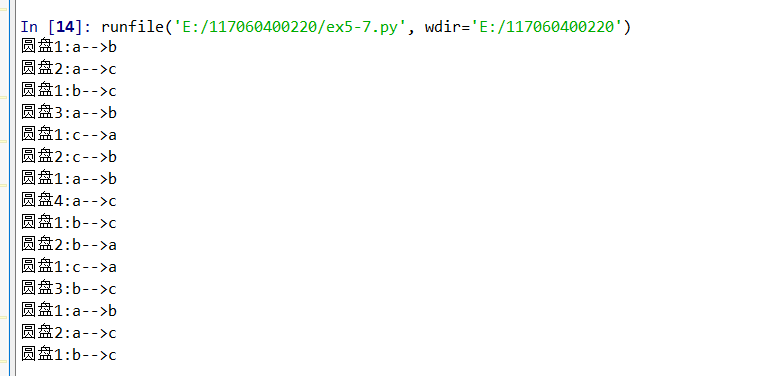 In [14]: runfile('E:/117060400220/ex5-7.py', wdir='E:/117060400220')
圆盘1:a-->b
圆盘2:a-->c
圆盘1:b-->c
圆盘3:a-->b
圆盘1:c-->a
圆盘2:c-->b
圆盘1:a-->b
圆盘4:a-->c
圆盘1:b-->c
圆盘2:b-->a
圆盘1:c-->a
圆盘3:b-->c
圆盘1:a-->b
圆盘2:a-->c
圆盘1:b-->c